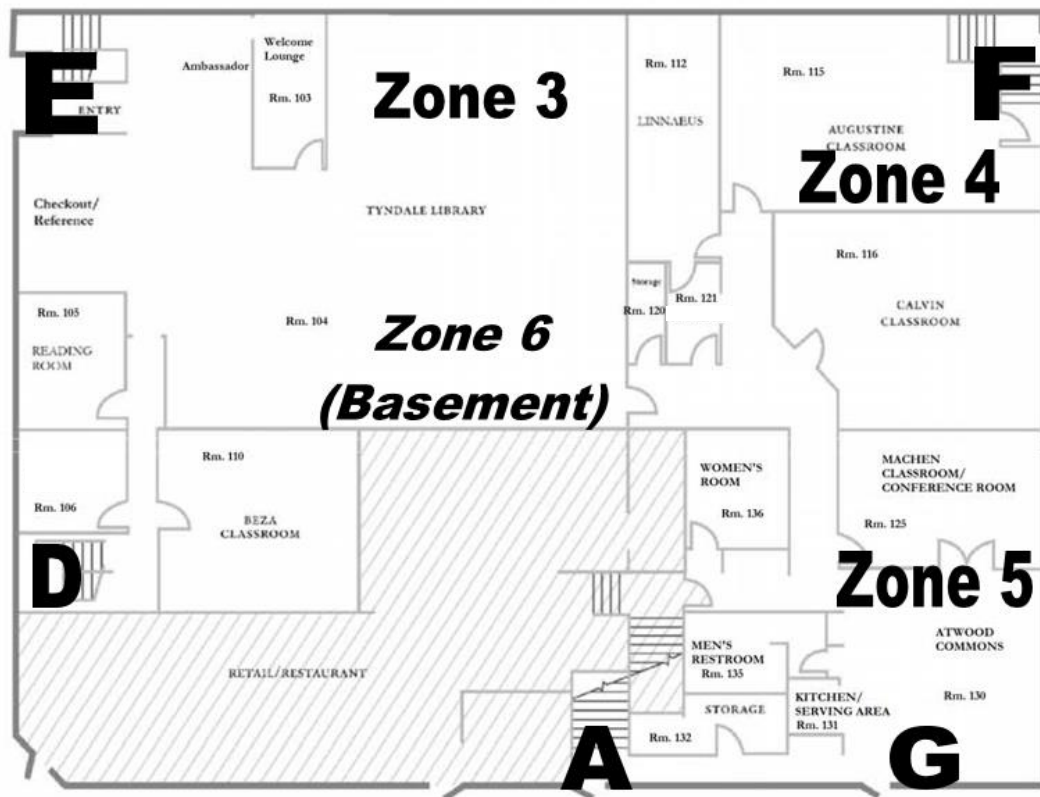 Welcome
Lounge
Ambassador
Rm. 103
E
ENTRY
Zone 3
Rm. 112
LINNAEUS
Rm. 115
F
AUGUSTINE
CLASSROOM
Zone 4
Checkout/
Reference
TYNDALE LIBRARY
Rm. 116
Storage
Rm. 121
Rm. 120
CALVIN
CLASSROOM
Rm. 105
READING
ROOM
Rm. 104
Zone 6
(Basement)
Rm. 110
BEZA
CLASSROOM
Rm. 106
D
WOMEN'S
ROOM
Rm. 136
MACHEN
CLASSROOM/
CONFERENCE ROOM
Rm. 125
Zone 5
ATWOOD
COMMONS
Rm. 130
RETAIL/RESTAURANT
MEN'S
RESTROOM
Rm. 135
STORAGE
KITCHEN/
SERVING AREA
Rm. 131
Rm. 132
A
G